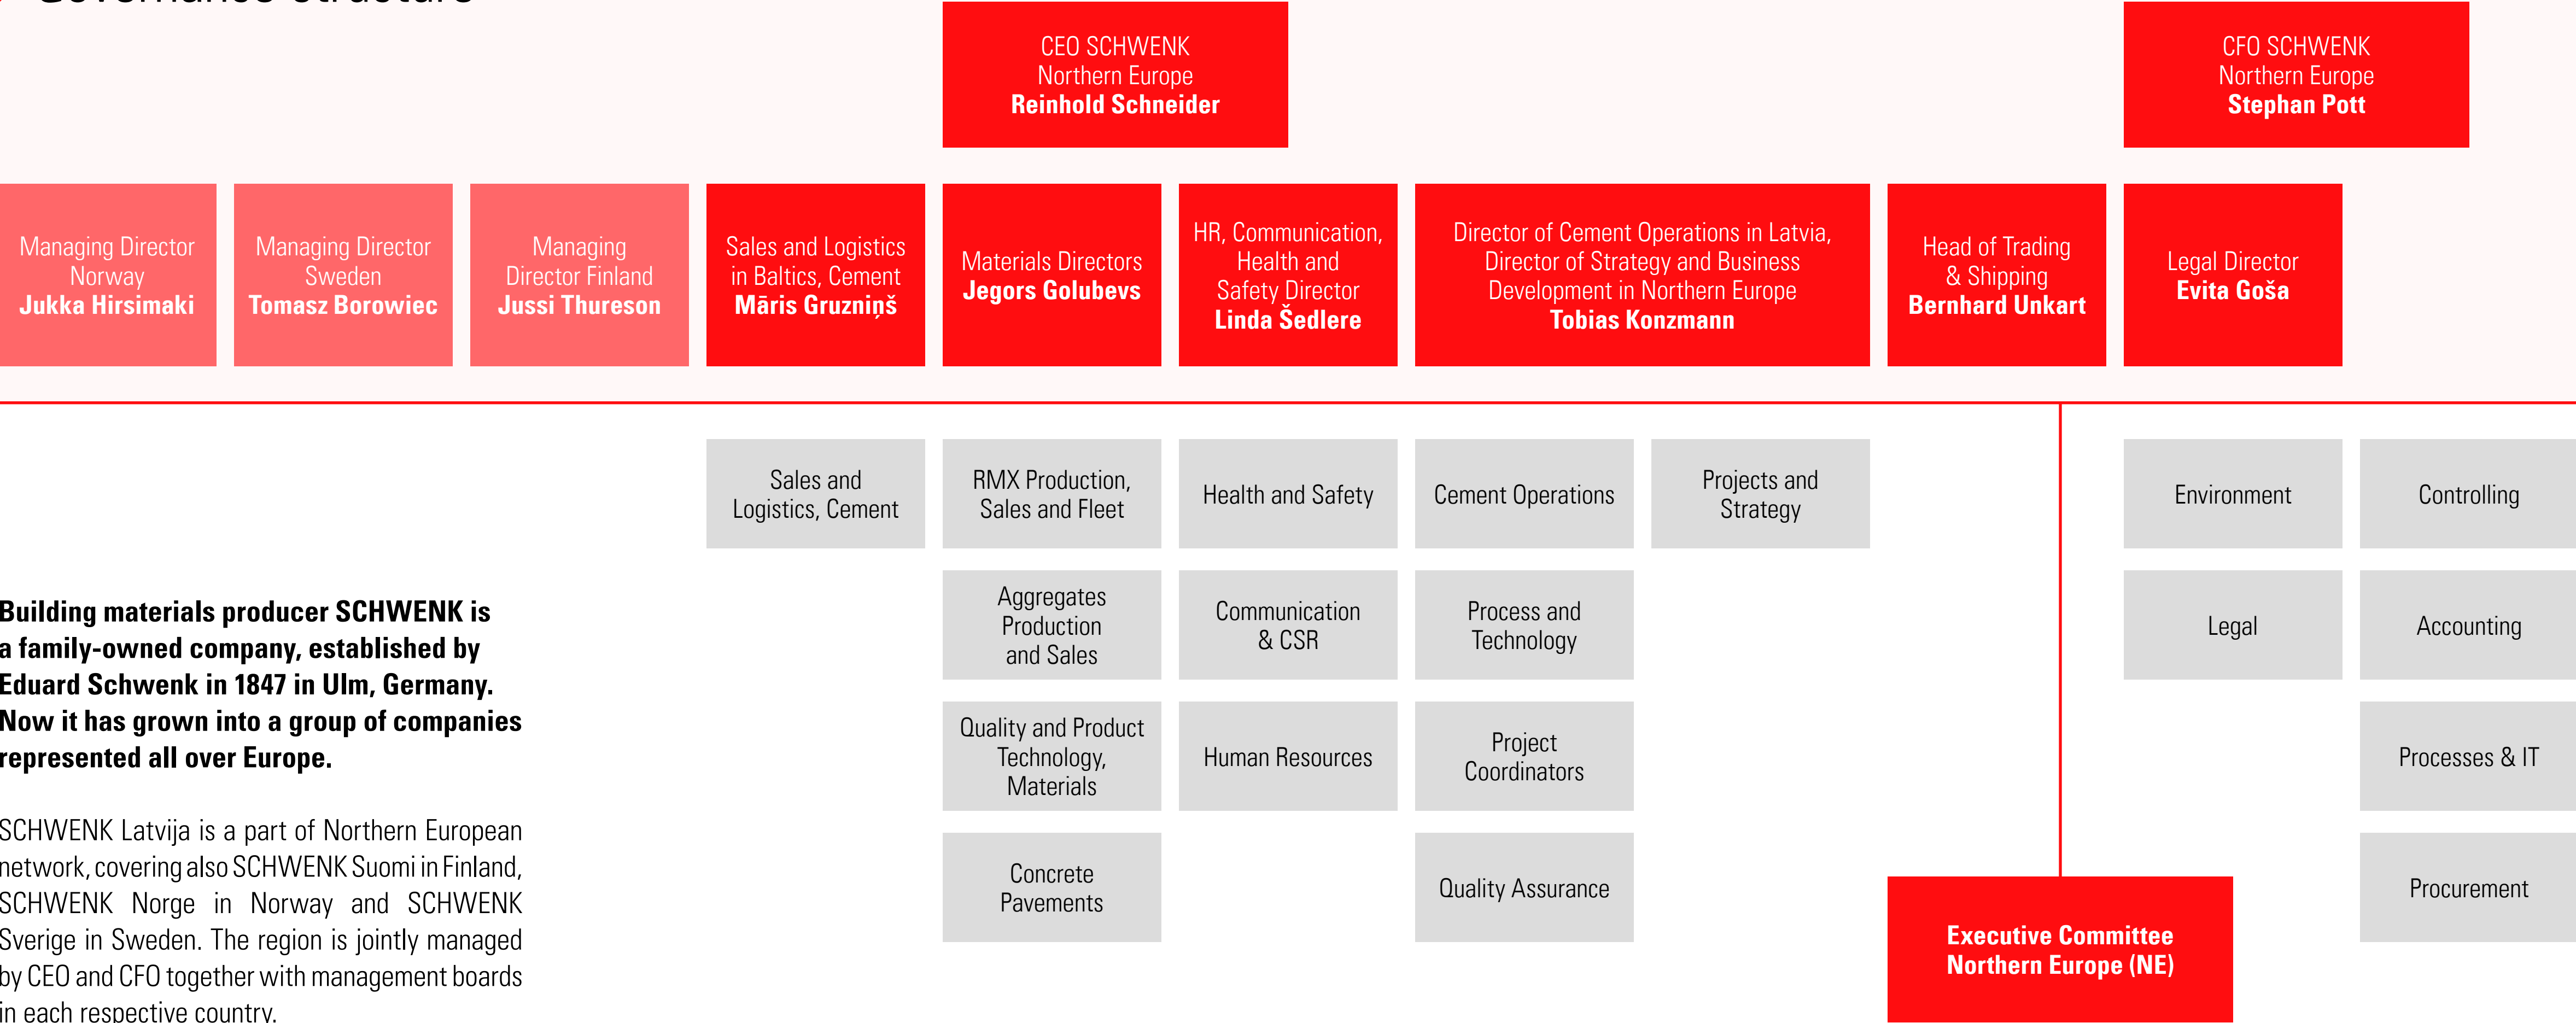 Governance structure
CEO SCHWENK
Northern Europe
Reinhold Schneider
CFO SCHWENK
Northern Europe
Stephan Pott
Managing Director
Norway
Jukka Hirsimaki
Managing Director
Sweden
Tomasz Borowiec
Managing
Director Finland
Jussi Thureson
Sales and Logistics
in Baltics, Cement
Māris Gruzniņš
Materials Directors
Jegors Golubevs
HR, Communication,
Health and
Safety Director
Linda Šedlere
Director of Cement Operations in Latvia,
Director of Strategy and Business
Development in Northern Europe
Tobias Konzmann
Head of Trading
& Shipping
Bernhard Unkart
Legal Director
Evita Goša
Sales and
Logistics, Cement
RMX Production,
Sales and Fleet
Health and Safety
Cement Operations
Projects and
Strategy
Environment
Controlling
Aggregates
Production
and Sales
Communication
& CSR
Process and
Technology
Legal
Accounting
Quality and Product
Technology,
Materials
Human Resources
Project
Coordinators
Processes & IT
Concrete
Pavements
Quality Assurance
Procurement
Executive Committee
Northern Europe (NE)
Building materials producer SCHWENK is
a family-owned company, established by
Eduard Schwenk in 1847 in Ulm, Germany.
Now it has grown into a group of companies
represented all over Europe.
SCHWENK Latvija is a part of Northern European
network, covering also SCHWENK Suomi in Finland,
SCHWENK Norge in Norway and SCHWENK
Sverige in Sweden. The region is jointly managed
by CEO and CFO together with management boards
in each respective country.